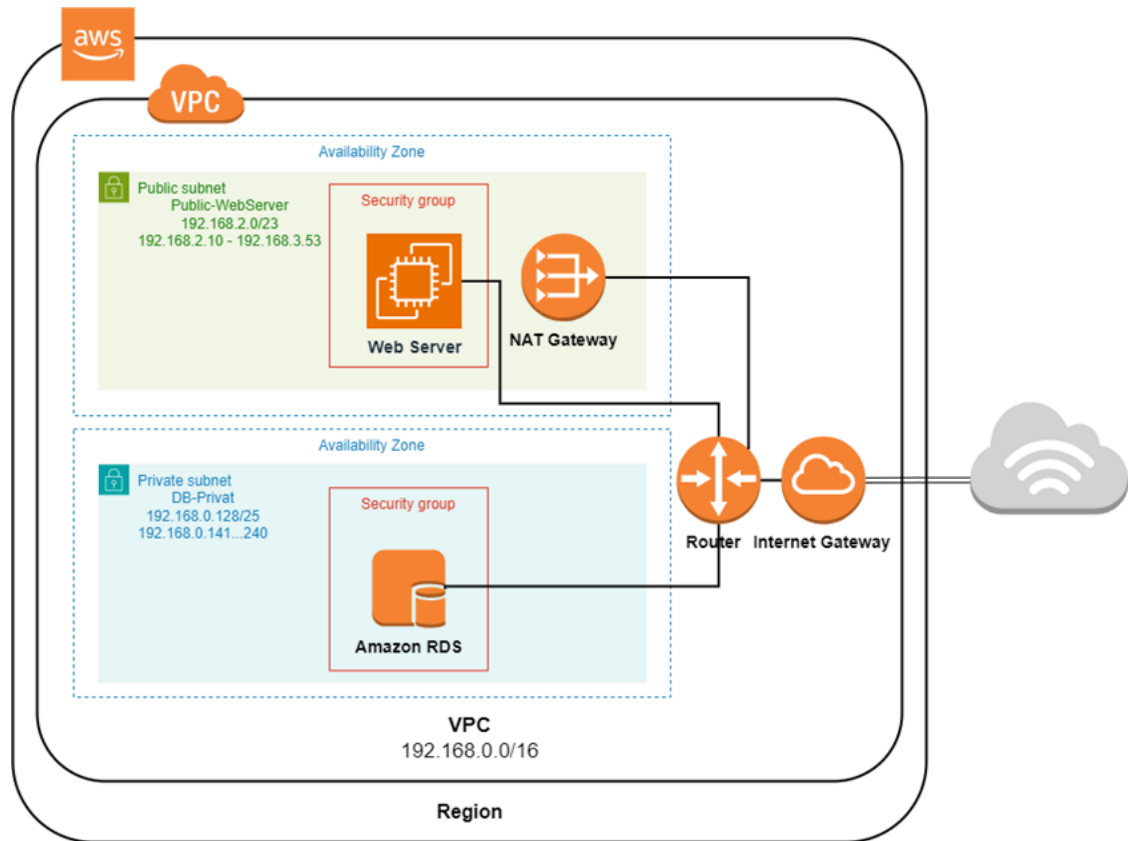 aws
VPC
Availability Zone
Public subnet
Public-WebServer
192.168.2.0/23
192.168.2.10 - 192.168.3.53
Security group
Web Server
NAT Gateway
Availability Zone
Private subnet
DB-Privat
192.168.0.128/25
192.168.0.141...240
Security group
Amazon RDS
Router
Internet Gateway
VPC
192.168.0.0/16
Region